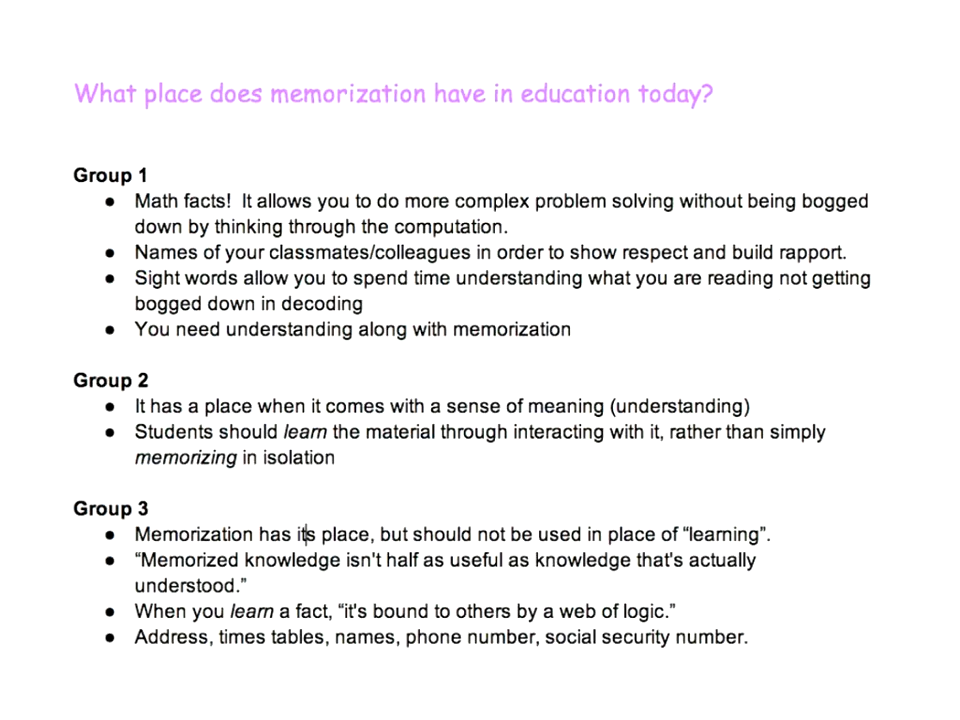 What place does memorization have in education today?
Group 1
● Math facts!  It allows you to do more complex problem solving without being bogged
down by thinking through the computation.
● Names of your classmates/colleagues in order to show respect and build rapport.
● Sight words allow you to spend time understanding what you are reading not getting
bogged down in decoding
● You need understanding along with memorization
Group 2
● It has a place when it comes with a sense of meaning (understanding)
● Students should learn the material through interacting with it, rather than simply
memorizing in isolation
Group 3
● Memorization has its place, but should not be used in place of “learning”.
● “Memorized knowledge isn't half as useful as knowledge that's actually
understood.”
● When you learn a fact, “it's bound to others by a web of logic.”
● Address, times tables, names, phone number, social security number.